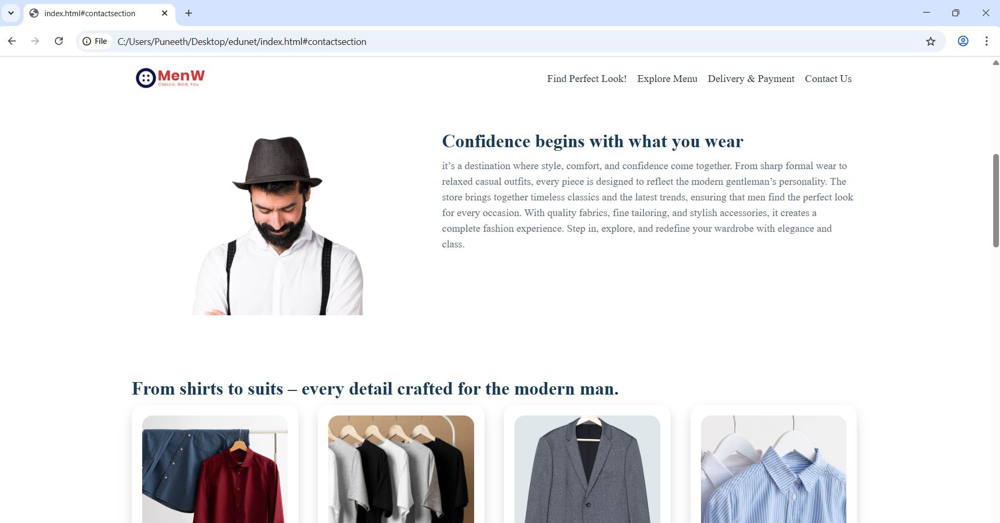 index.html#contactsection
File
C:/Users/Puneeth/Desktop/edunet/index.html#contactsection
MenW
Classic. Bold. You
Find Perfect Look! Explore Menu Delivery & Payment Contact Us
Confidence begins with what you wear
it’s a destination where style, comfort, and confidence come together. From sharp formal wear to
relaxed casual outfits, every piece is designed to reflect the modern gentleman’s personality. The
store brings together timeless classics and the latest trends, ensuring that men find the perfect look
for every occasion. With quality fabrics, fine tailoring, and stylish accessories, it creates a
complete fashion experience. Step in, explore, and redefine your wardrobe with elegance and
class.
From shirts to suits – every detail crafted for the modern man.